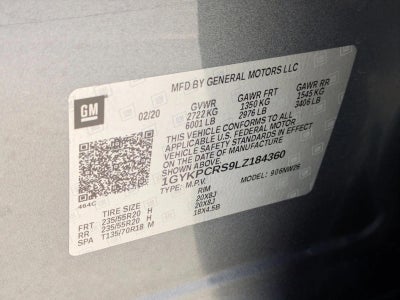 MFD BY GENERAL MOTORS LLC
GM
02/20
GVWR GAWR FRT GAWR RR
2722 KG 1350 KG 1545 KG
6001 LB 2976 LB 3406 LB
THIS VEHICLE CONFORMS TO ALL
APPLICABLE U.S. FEDERAL MOTOR
VEHICLE SAFETY STANDARDS IN EFFECT
ON THE DATE OF MANUFACTURE
SHOWN ABOVE.
1GYKPCRS9LZ184360
TYPE: M.P.V. MODEL: 906NW26
464C
TIRE SIZE RIM
FRT 235/55R20 H 20X8J
RR 235/55R20 H 20X8J
SPA T135/70R18 M 18X4.5B